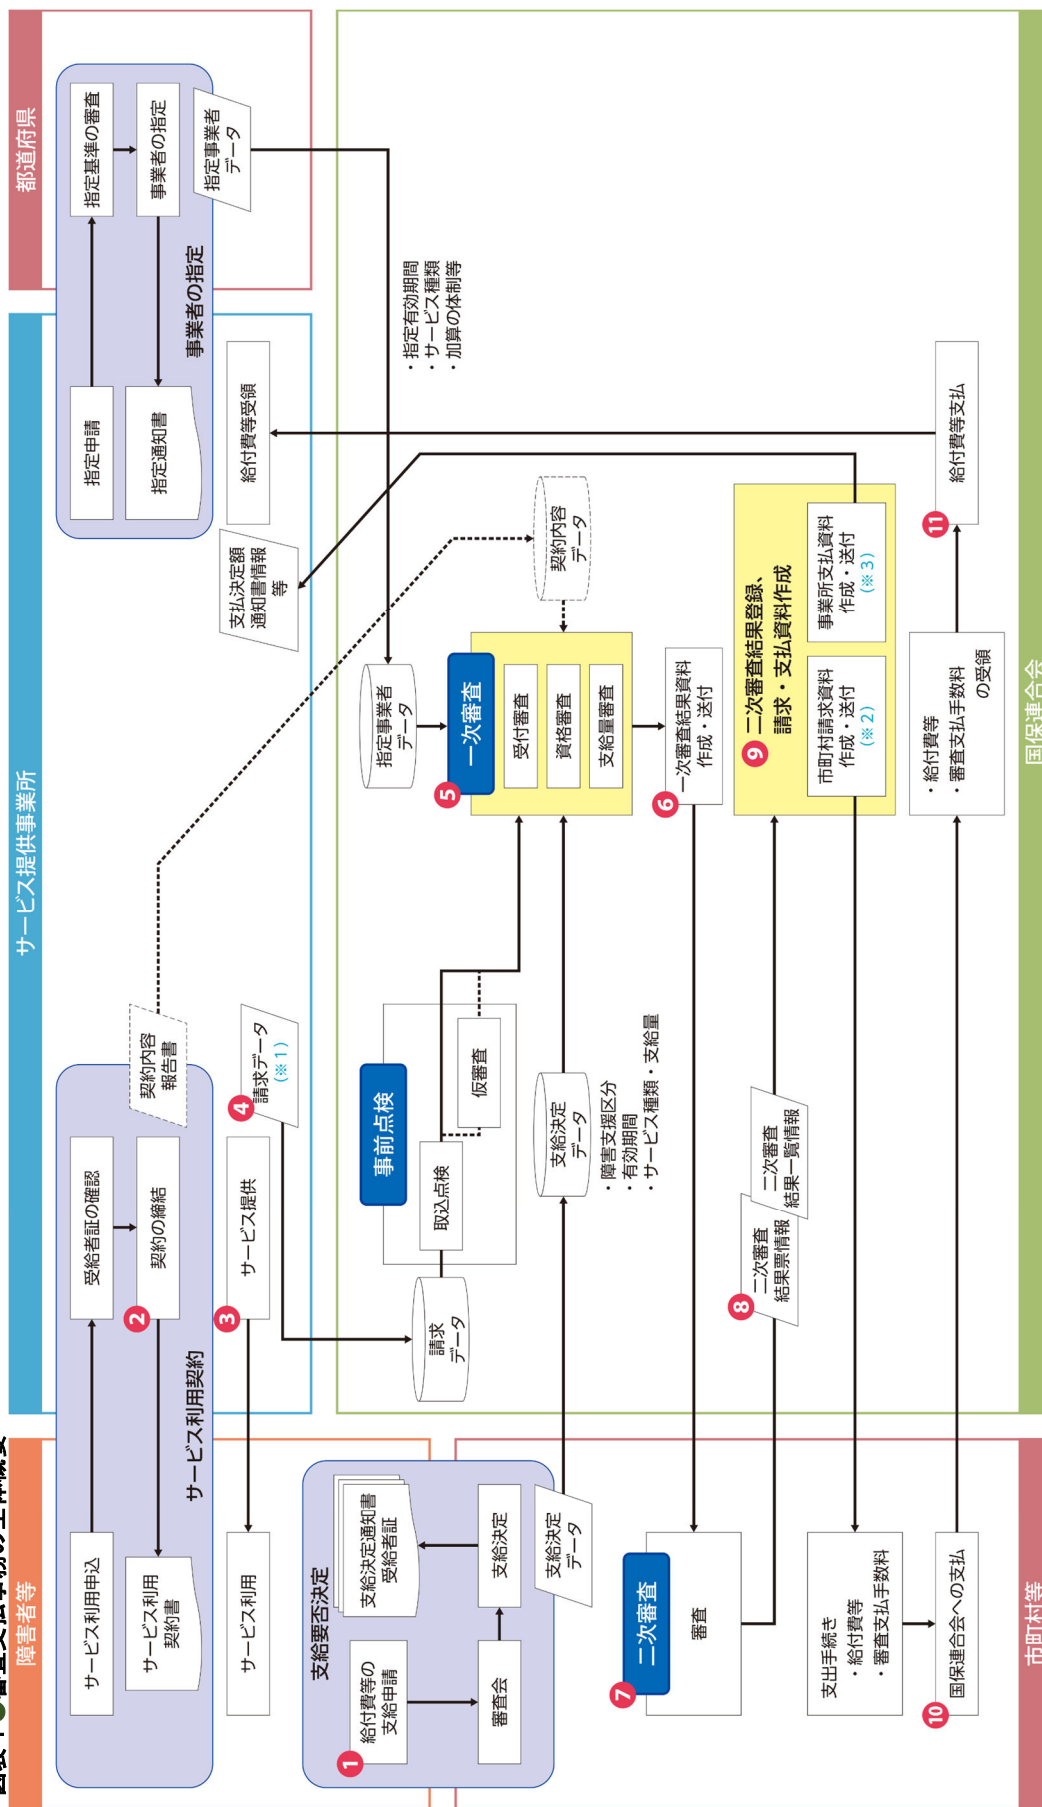 障害者等
サービス提供事業所
都道府県
サービス利用申込
受給者証の確認
指定申請
指定基準の審査
サービス利用
契約書
2
契約の締結
契約内容
報告書
指定通知書
事業者の指定
サービス利用契約
事業者の指定
指定事業者
データ
サービス利用
3
サービス提供
4
請求データ
(※1)
支払決定額
通知書情報
等
給付費等受領
支給要否決定
1
給付費等の
支給申請
支給決定通知書
受給者証
審査会
支給決定
支給決定
データ
請求
データ
事前点検
取込点検
仮審査
指定事業者
データ
・指定有効期間
・サービス種類
・加算の体制等
5
一次審査
受付審査
資格審査
支給量審査
契約内容
データ
支給決定
データ
・障害支援区分
・有効期間
・サービス種類・支給量
6
一次審査結果資料
作成・送付
7
二次審査
審査
8
二次審査
結果票情報
二次審査
結果一覧情報
9
二次審査結果登録、
請求・支払資料作成
市町村請求資料
作成・送付
(※2)
事業所支払資料
作成・送付
(※3)
支出手続き
・給付費等
・審査支払手数料
10
国保連合会への支払
・給付費等
・審査支払手数料
の受領
11
給付費等支払
市町村等
国保連合会